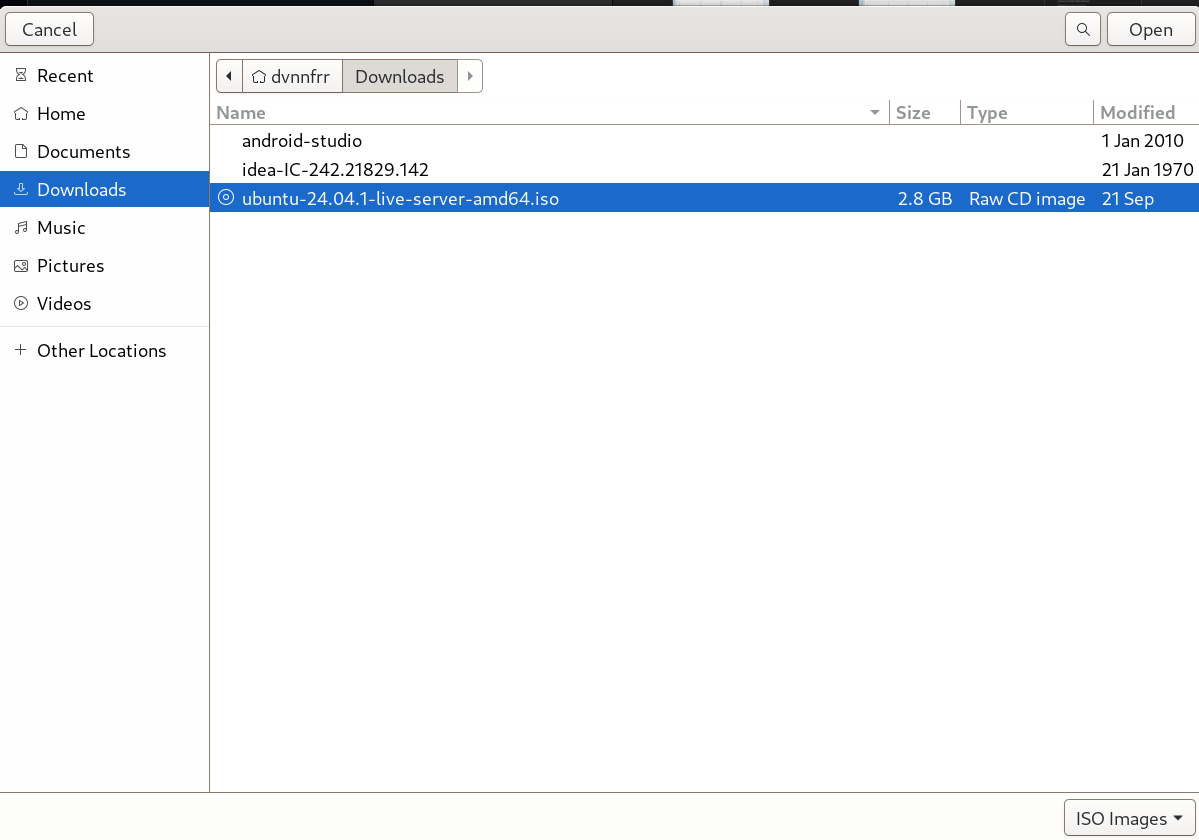 Cancel
Open
Recent
Home
Documents
Downloads
Music
Pictures
Videos
Other Locations
dvnnfrr Downloads
Name Size Type Modified
android-studio 1 Jan 2010
idea-IC-242.21829.142 21 Jan 1970
ubuntu-24.04.1-live-server-amd64.iso 2.8 GB Raw CD image 21 Sep
ISO Images